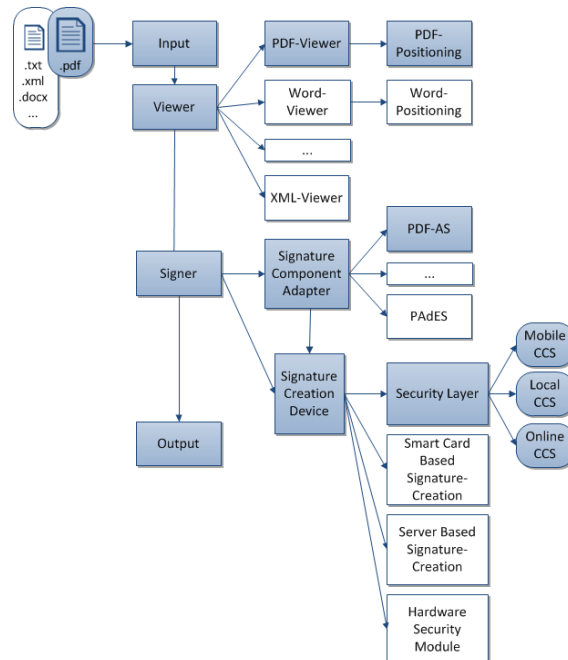 .txt
.xml
.docx
...
.pdf
Input
PDF-Viewer
PDF-
Positioning
Viewer
Word-
Viewer
Word-
Positioning
...
XML-Viewer
Signer
Signature
Component
Adapter
PDF-AS
...
PAdES
Signature
Creation
Device
Security Layer
Mobile
CCS
Local
CCS
Online
CCS
Output
Smart Card
Based
Signature-
Creation
Server Based
Signature-
Creation
Hardware
Security
Module